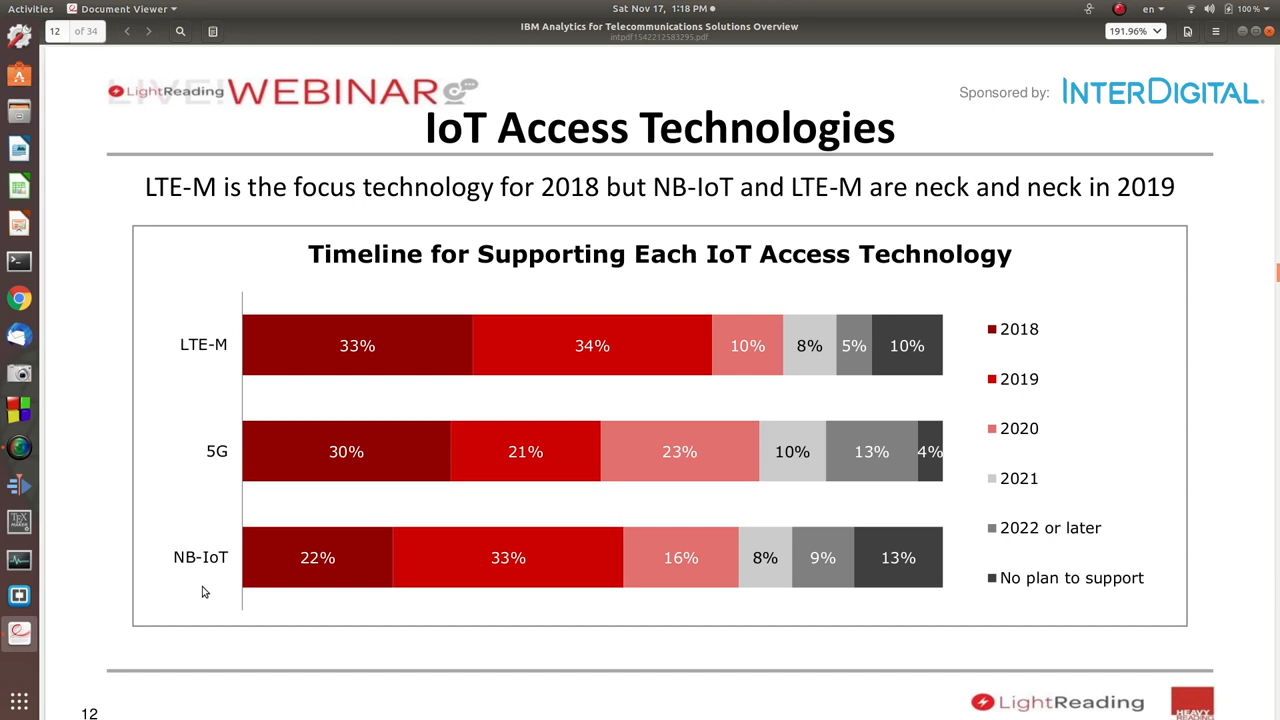 Activities Document Viewer Sat Nov 17, 1:18 PM en 100 %
12 of 34 IBM Analytics for Telecommunications Solutions Overview 191.96%
intpdf1542212583295.pdf
LightReading WEBINAR Sponsored by: INTERDIGITAL®
IoT Access Technologies
LTE-M is the focus technology for 2018 but NB-IoT and LTE-M are neck and neck in 2019
Timeline for Supporting Each IoT Access Technology
LTE-M 33% 34% 10% 8% 5% 10%
5G 30% 21% 23% 10% 13% 4%
NB-IoT 22% 33% 16% 8% 9% 13%
2018
2019
2020
2021
2022 or later
No plan to support
12
LightReading HEAVY